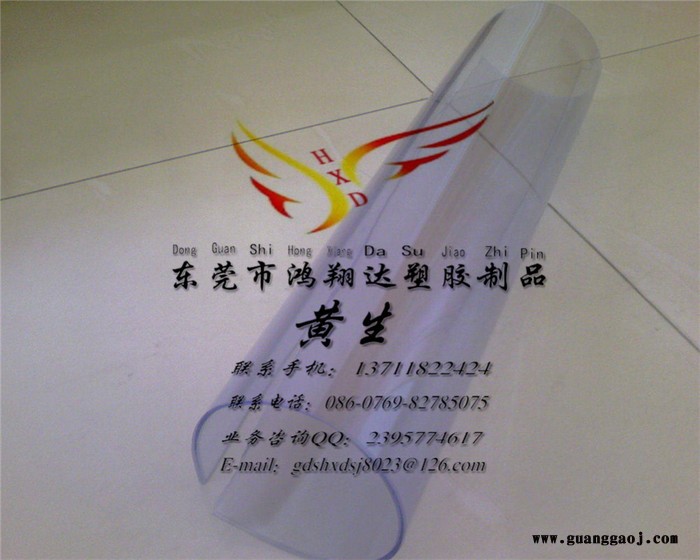 HXD
Dong Guan Shi Hong Xiang Da Su Jiao Zhi Pin
东莞市鸿翔达塑胶制品
黄生
联系手机：13711822424
联系电话：086-0769-82785075
业务咨询QQ：2395774617
E-mail：gdshxdsj8023@126.com
www.guanggaoj.com